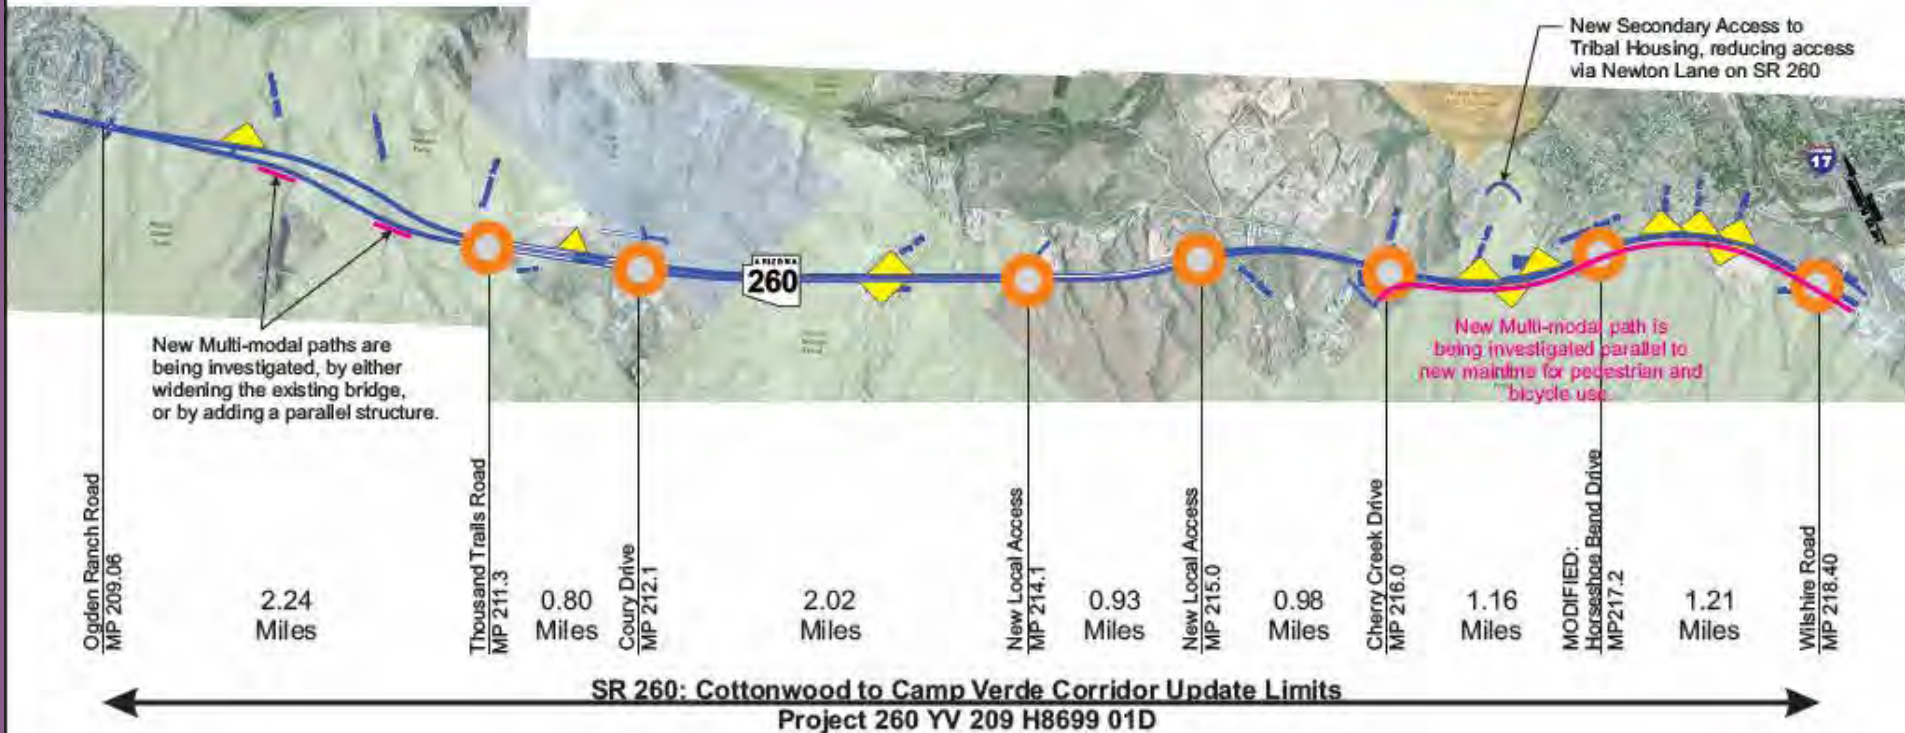 New Secondary Access to
Tribal Housing, reducing access
via Newton Lane on SR 260
17
ARIZONA
260
New Multi-modal paths are
being investigated, by either
widening the existing bridge,
or by adding a parallel structure.
New Multi-modal path is
being investigated parallel to
new mainline for pedestrian and
bicycle use.
Ogden Ranch Road
MP 209.06
2.24
Miles
Thousand Trails Road
MP 211.3
0.80
Miles
Coury Drive
MP 212.1
2.02
Miles
New Local Access
MP 214.1
0.93
Miles
New Local Access
MP 215.0
0.98
Miles
Cherry Creek Drive
MP 216.0
1.16
Miles
MODIFIED:
Horseshoe Bend Drive
MP217.2
1.21
Miles
Wilshire Road
MP 218.40
SR 260: Cottonwood to Camp Verde Corridor Update Limits
Project 260 YV 209 H8699 01D